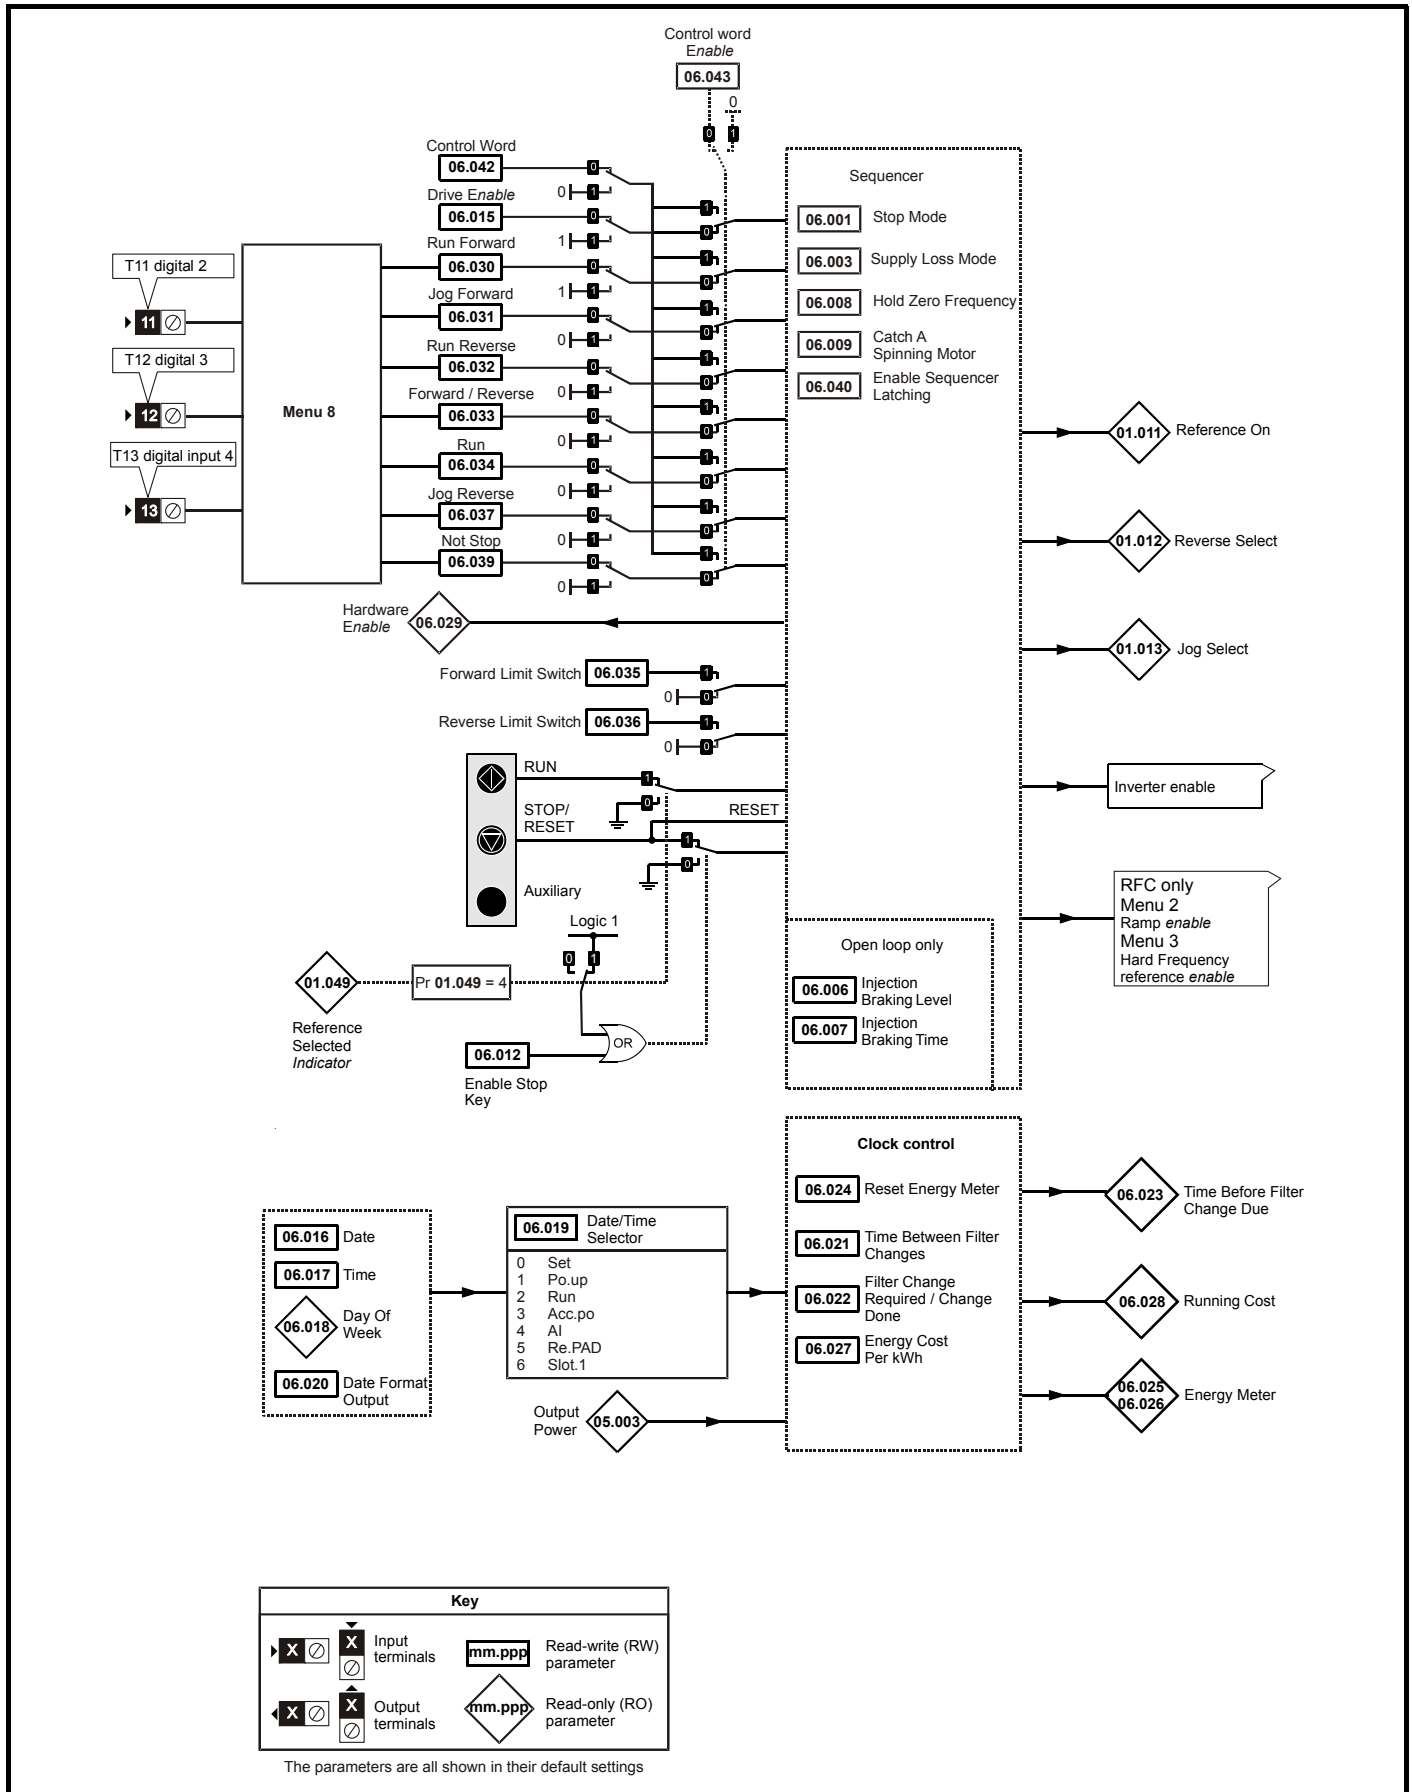 Control word
Enable
06.043
0
0 1
Control Word
06.042
0
0 1
Drive Enable
06.015
0
1 1
Run Forward
06.030
0
1 1
Jog Forward
06.031
0
0 1
Run Reverse
06.032
0
0 1
Forward / Reverse
06.033
0
0 1
Run
06.034
0
0 1
Jog Reverse
06.037
0
0 1
Not Stop
06.039
0
0 1
1
0
1
0
1
0
1
0
1
0
1
0
1
0
1
0
T11 digital 2
11
T12 digital 3
12
T13 digital input 4
13
Menu 8
Hardware
Enable
06.029
Forward Limit Switch 06.035 1
0 0
Reverse Limit Switch 06.036 1
0 0
RUN
1
0
STOP/
RESET
RESET
1
0
Auxiliary
Logic 1
0 1
01.049
Pr 01.049 = 4
Reference
Selected
Indicator
OR
06.012
Enable Stop
Key
Sequencer
06.001 Stop Mode
06.003 Supply Loss Mode
06.008 Hold Zero Frequency
06.009 Catch A
Spinning Motor
06.040 Enable Sequencer
Latching
Open loop only
06.006 Injection
Braking Level
06.007 Injection
Braking Time
01.011 Reference On
01.012 Reverse Select
01.013 Jog Select
Inverter enable
RFC only
Menu 2
Ramp enable
Menu 3
Hard Frequency
reference enable
06.016 Date
06.017 Time
06.018 Day Of
Week
06.020 Date Format
Output
06.019 Date/Time
Selector
0 Set
1 Po.up
2 Run
3 Acc.po
4 AI
5 Re.PAD
6 Slot.1
Output
Power
05.003
Clock control
06.024 Reset Energy Meter
06.021 Time Between Filter
Changes
06.022 Filter Change
Required / Change
Done
06.027 Energy Cost
Per kWh
06.023 Time Before Filter
Change Due
06.028 Running Cost
06.025
06.026
Energy Meter
Key
X X Input
terminals
mm.ppp Read-write (RW)
parameter
X X Output
terminals
mm.ppp Read-only (RO)
parameter
The parameters are all shown in their default settings